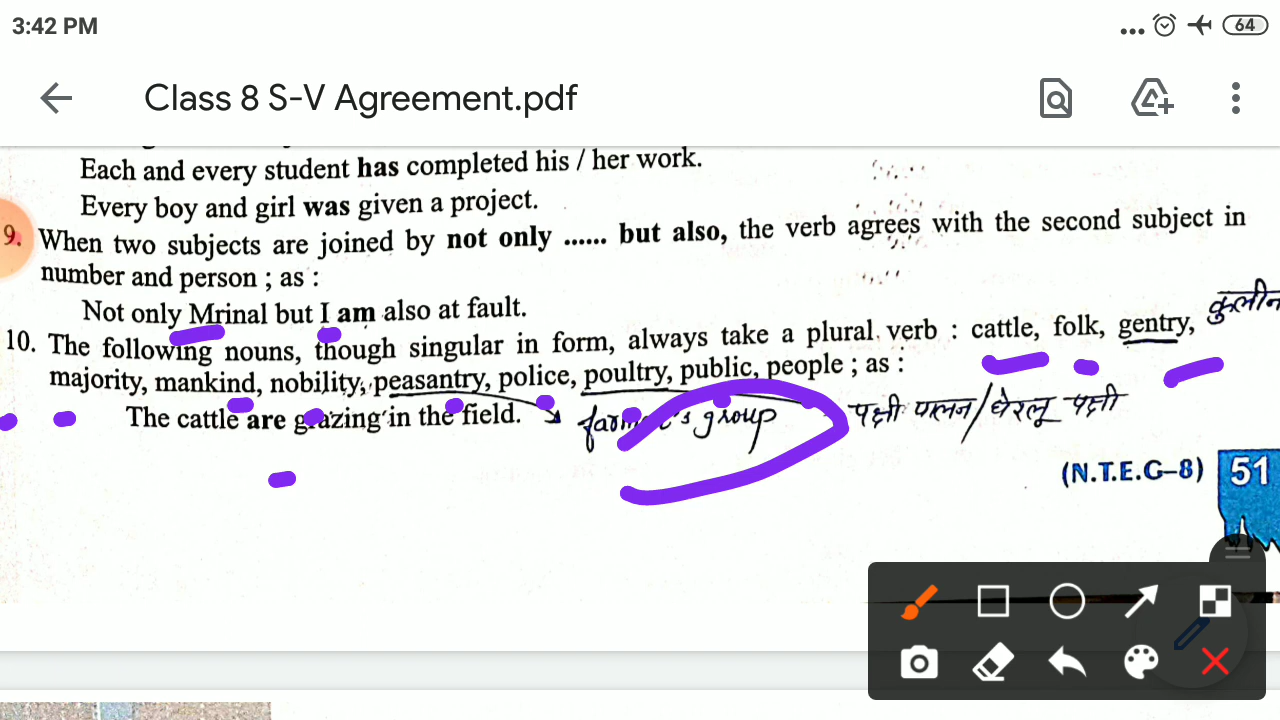 3:42 PM
64
Class 8 S-V Agreement.pdf
Each and every student has completed his / her work.
Every boy and girl was given a project.
9. When two subjects are joined by not only ...... but also, the verb agrees with the second subject in
number and person ; as :
Not only Mrinal but I am also at fault.
कुलीन
10. The following nouns, though singular in form, always take a plural verb : cattle, folk, gentry,
majority, mankind, nobility, peasantry, police, poultry, public, people ; as :
The cattle are grazing in the field.
group पक्षी पालन/घेरलू पक्षी
(N.T.E.G–8) 51